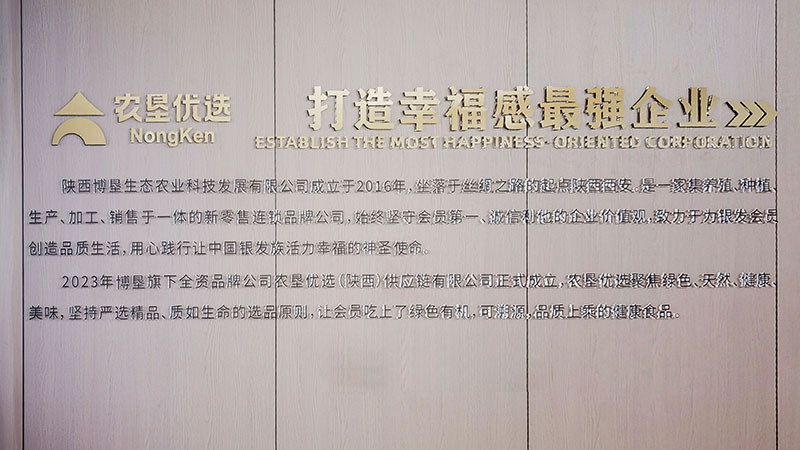 农垦优选
NongKen
打造幸福感最强企业
ESTABLISH THE MOST HAPPINESS-ORIENTED CORPORATION
陕西博垦生态农业科技发展有限公司成立于2016年，坐落于丝绸之路的起点陕西西安。是一家集养殖、种植、
生产、加工、销售于一体的新零售连锁品牌公司，始终坚守会员第一、诚信利他的企业价值观，致力于为银发会员
创造品质生活，用心践行让中国银发族活力幸福的神圣使命。
2023年博垦旗下全资品牌公司农垦优选（陕西）供应链有限公司正式成立，农垦优选聚焦绿色、天然、健康、
美味，坚持严选精品、质如生命的选品原则，让会员吃上了绿色有机，可溯源，品质上乘的健康食品。